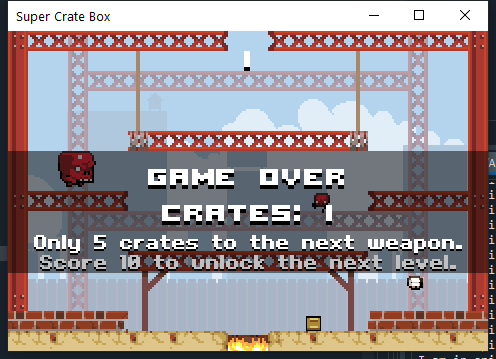 Super Crate Box
1
GAME OVER
CRATES: 1
Only 5 crates to the next weapon.
Score 10 to unlock the next level.